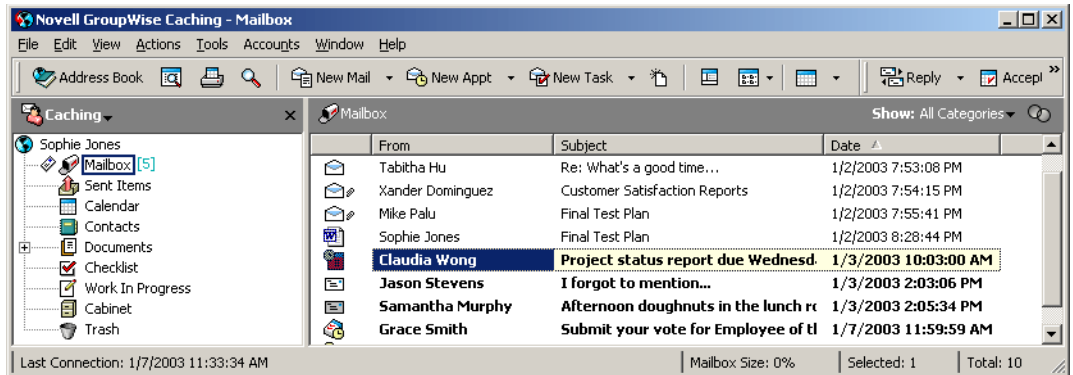 Novell GroupWise Caching - Mailbox
File Edit View Actions Tools Accounts Window Help
Address Book New Mail New Appt New Task Reply Accept »
Caching Mailbox Show: All Categories
Sophie Jones
Mailbox [5]
Sent Items
Calendar
Contacts
Documents
Checklist
Work In Progress
Cabinet
Trash
From Subject Date
Tabitha Hu Re: What's a good time... 1/2/2003 7:53:08 PM
Xander Dominguez Customer Satisfaction Reports 1/2/2003 7:54:15 PM
Mike Palu Final Test Plan 1/2/2003 7:55:41 PM
Sophie Jones Final Test Plan 1/2/2003 8:28:44 PM
Claudia Wong Project status report due Wednesd 1/3/2003 10:03:00 AM
Jason Stevens I forgot to mention... 1/3/2003 2:03:06 PM
Samantha Murphy Afternoon doughnuts in the lunch ro 1/3/2003 2:05:34 PM
Grace Smith Submit your vote for Employee of tl 1/7/2003 11:59:59 AM
Last Connection: 1/7/2003 11:33:34 AM Mailbox Size: 0% Selected: 1 Total: 10